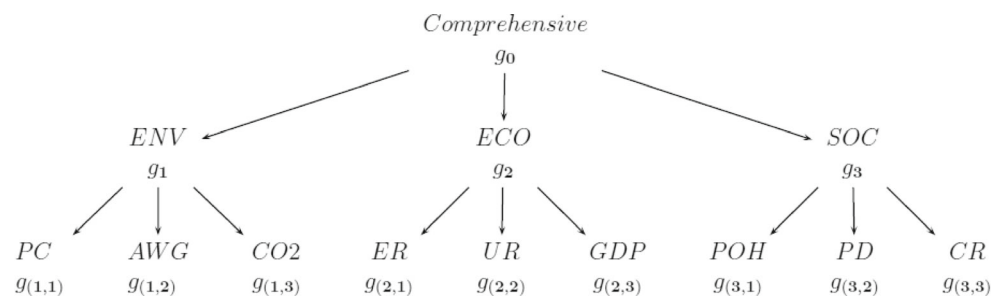 Comprehensive
g0
ENV ECO SOC
g1 g2 g3
PC AWG CO2 ER UR GDP POH PD CR
g(1,1) g(1,2) g(1,3) g(2,1) g(2,2) g(2,3) g(3,1) g(3,2) g(3,3)